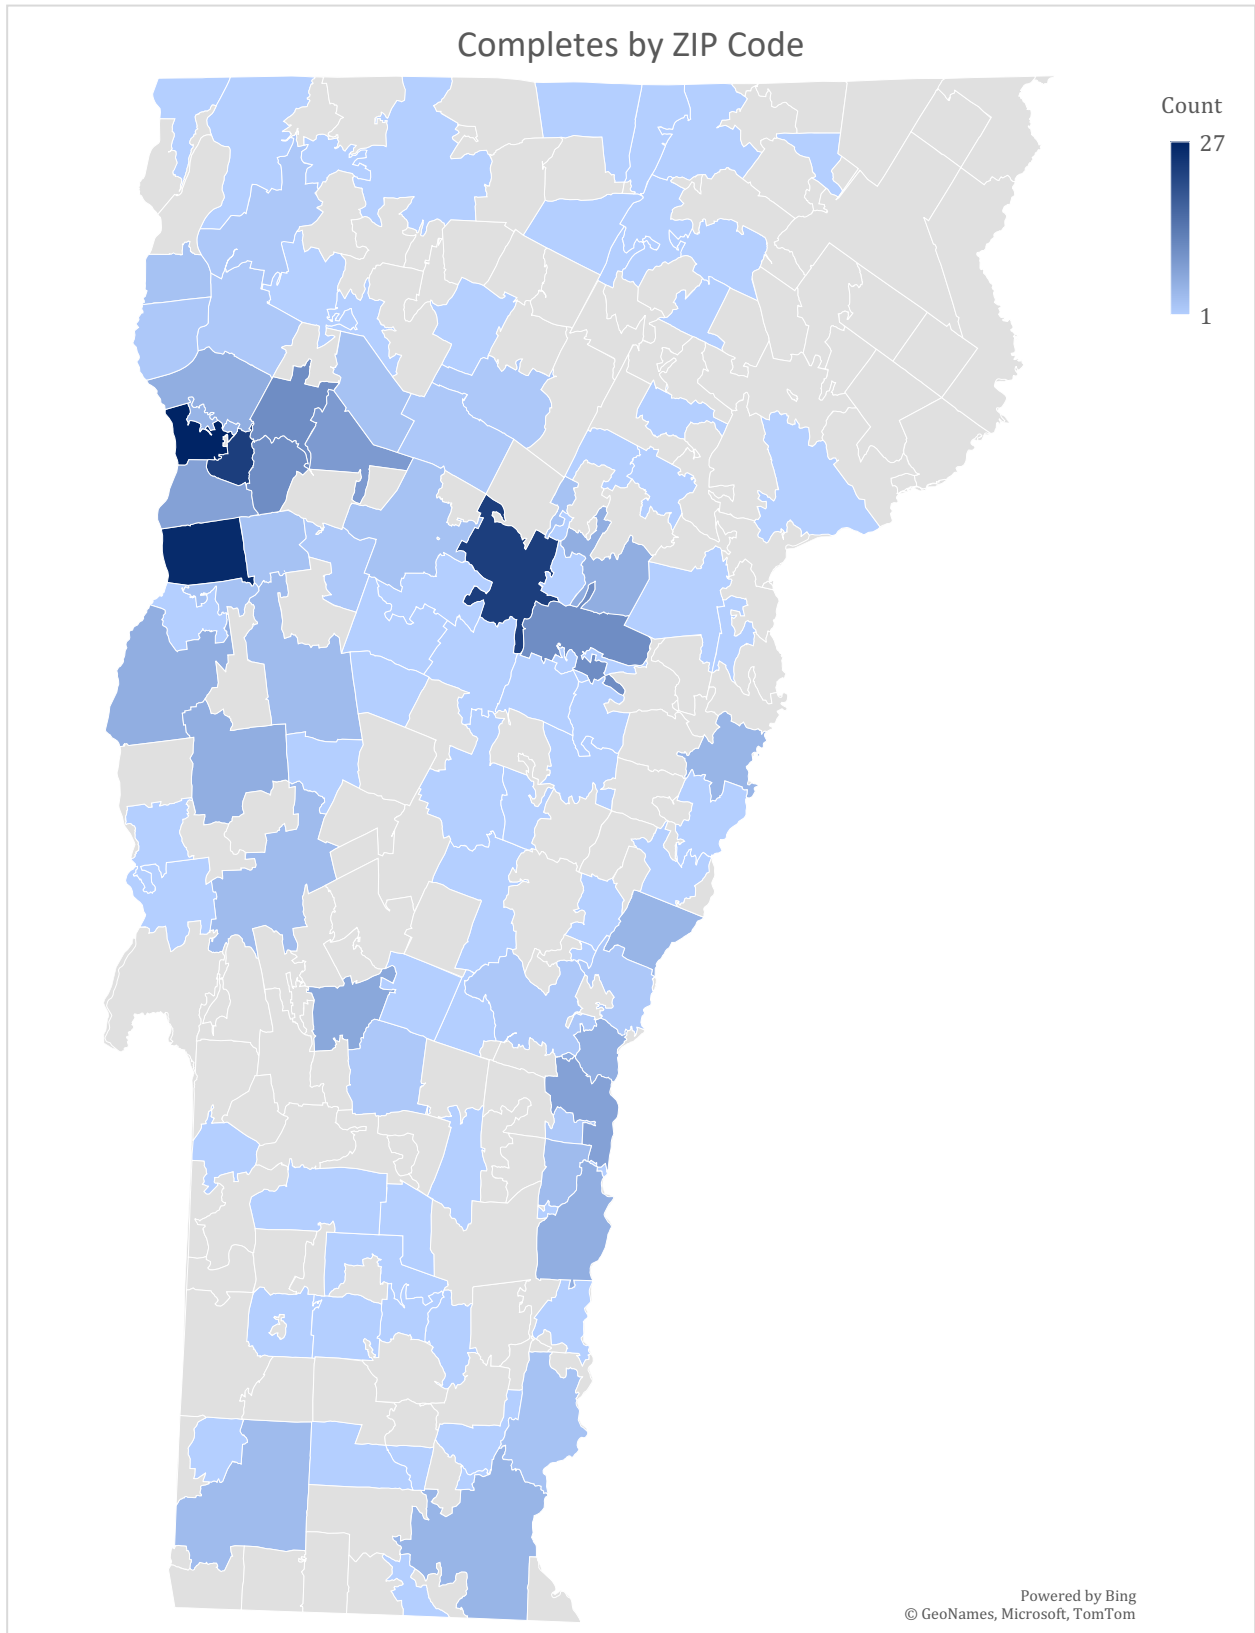 Completes by ZIP Code
Count
27
1
Powered by Bing
© GeoNames, Microsoft, TomTom